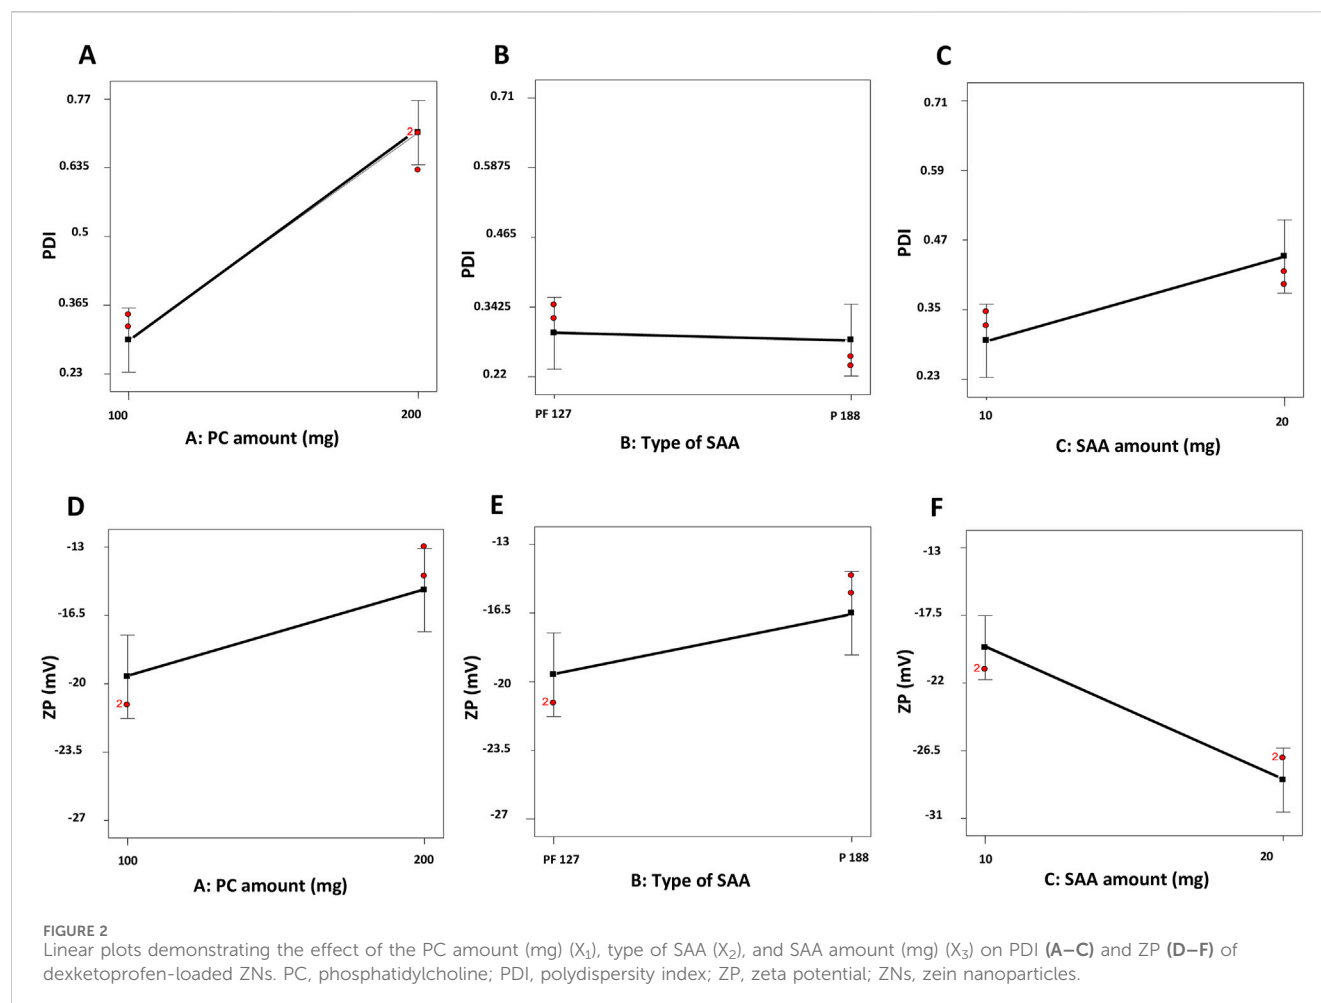 A
0.77
0.635
0.5
0.365
0.23
PDI
2
100
200
A: PC amount (mg)
B
0.71
0.5875
0.465
0.3425
0.22
PDI
PF 127
P 188
B: Type of SAA
C
0.71
0.59
0.47
0.35
0.23
PDI
10
20
C: SAA amount (mg)
D
-13
-16.5
-20
-23.5
-27
ZP (mV)
2
100
200
A: PC amount (mg)
E
-13
-16.5
-20
-23.5
-27
ZP (mV)
2
PF 127
P 188
B: Type of SAA
F
-13
-17.5
-22
-26.5
-31
ZP (mV)
2
2
10
20
C: SAA amount (mg)
FIGURE 2
Linear plots demonstrating the effect of the PC amount (mg) (X₁), type of SAA (X₂), and SAA amount (mg) (X₃) on PDI (A–C) and ZP (D–F) of
dexketoprofen-loaded ZNs. PC, phosphatidylcholine; PDI, polydispersity index; ZP, zeta potential; ZNs, zein nanoparticles.